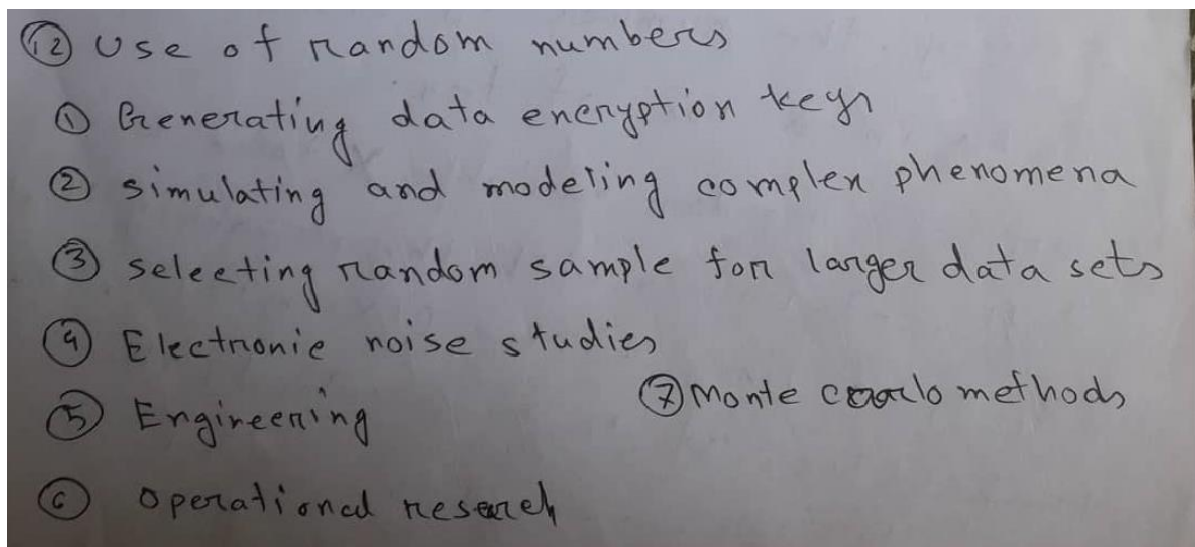 ⑫ Use of random numbers
① Generating data encryption keys
② simulating and modeling complex phenomena
③ selecting random sample for larger data sets
④ Electronic noise studies
⑤ Engineering
⑦ Monte carlo methods
⑥ operational reserch